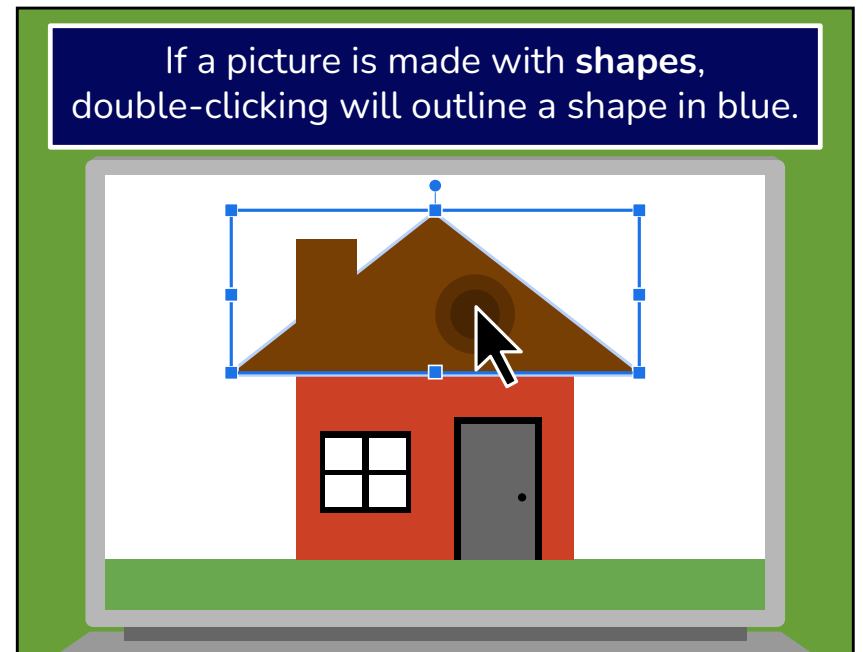 If a picture is made with shapes,
double-clicking will outline a shape in blue.